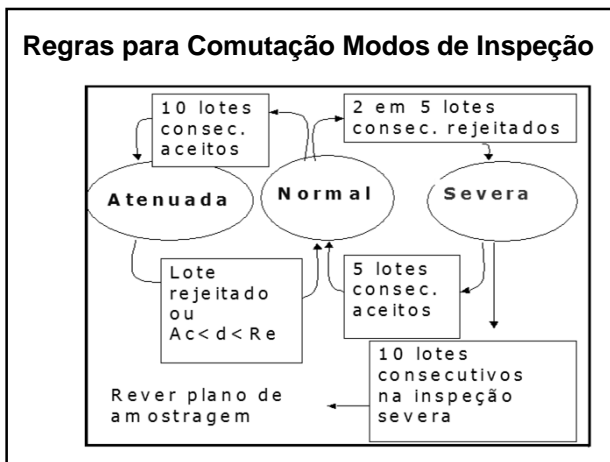 Regras para Comutação Modos de Inspeção
10 lotes
consec.
aceitos
2 em 5 lotes
consec. rejeitados
Atenuada
Normal
Severa
Lote
rejeitado
ou
Ac<d<Re
5 lotes
consec.
aceitos
10 lotes
consecutivos
na inspeção
severa
Rever plano de
amostragem